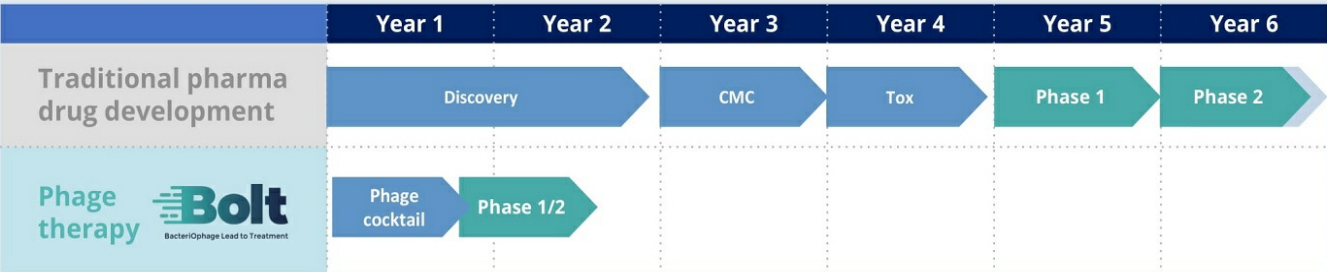 Year 1 Year 2 Year 3 Year 4 Year 5 Year 6
Traditional pharma
drug development
Discovery CMC Tox Phase 1 Phase 2
Phage
therapy
Bolt
BacteriOphage Lead to Treatment
Phage
cocktail
Phase 1/2